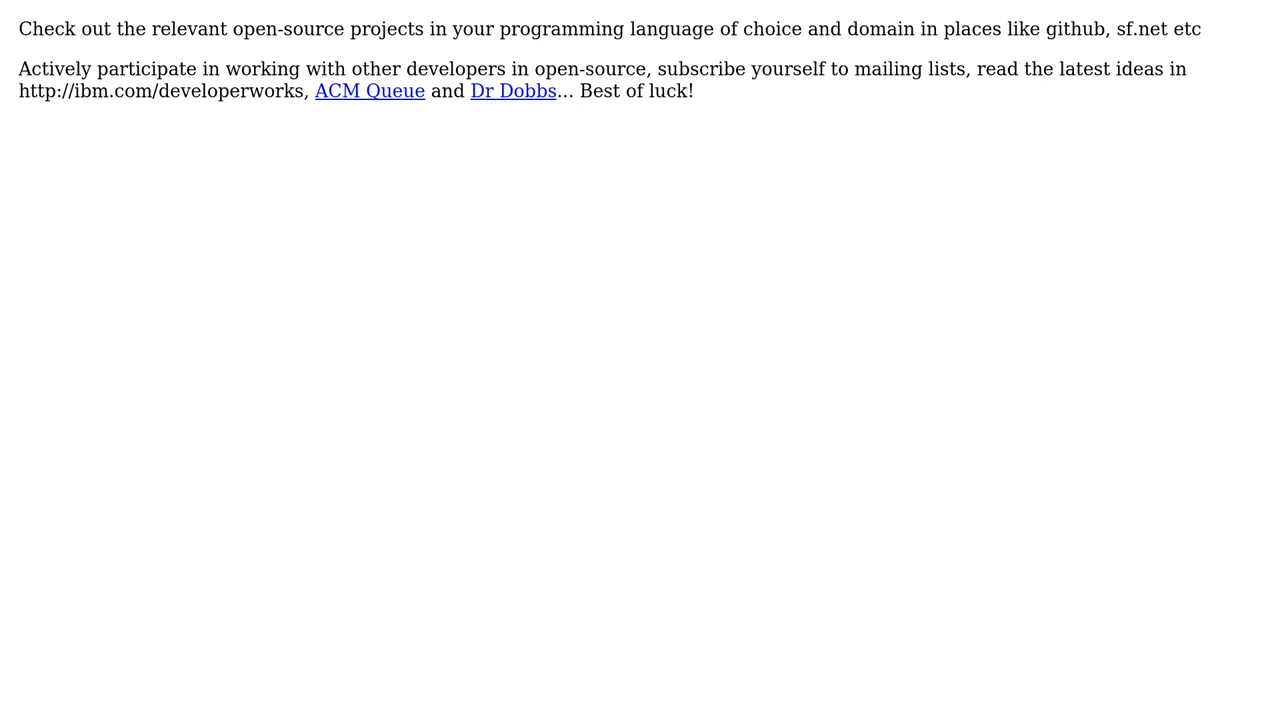 Check out the relevant open-source projects in your programming language of choice and domain in places like github, sf.net etc
Actively participate in working with other developers in open-source, subscribe yourself to mailing lists, read the latest ideas in
http://ibm.com/developerworks, ACM Queue and Dr Dobbs... Best of luck!